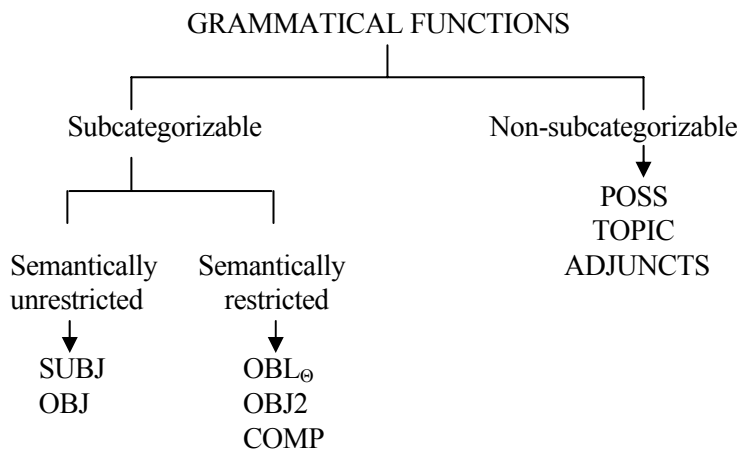 GRAMMATICAL FUNCTIONS
Subcategorizable
Non-subcategorizable
POSS
TOPIC
ADJUNCTS
Semantically
unrestricted
Semantically
restricted
SUBJ
OBJ
OBLΘ
OBJ2
COMP